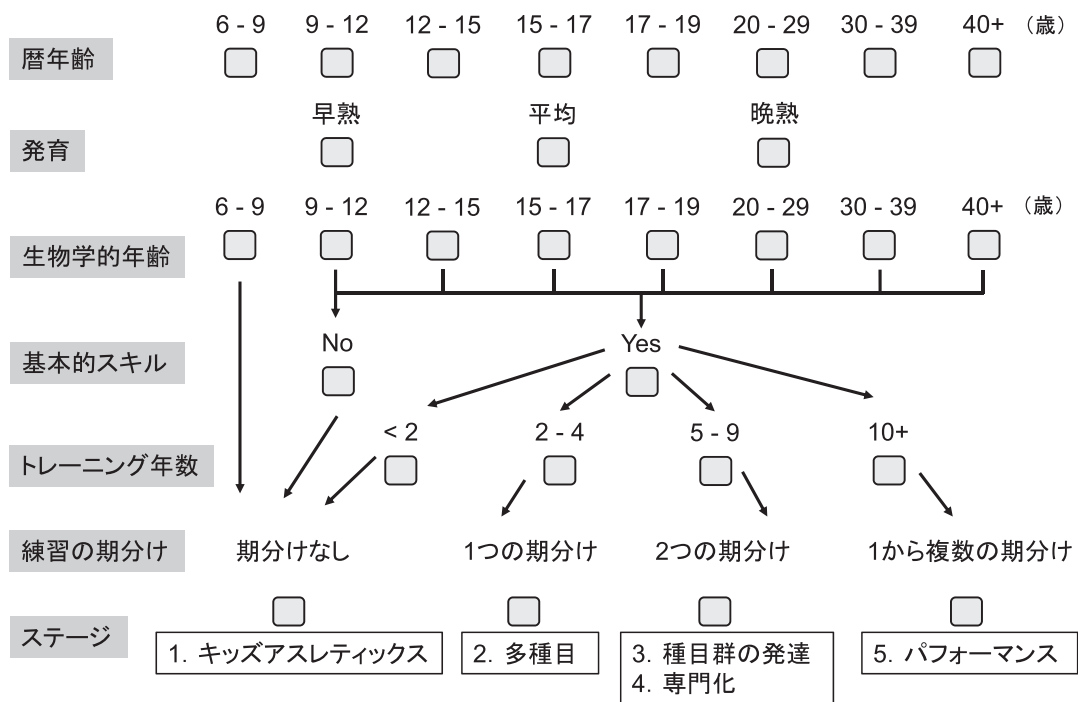 6 - 9 9 - 12 12 - 15 15 - 17 17 - 19 20 - 29 30 - 39 40+ （歳）
暦年齢
早熟 平均 晩熟
発育
6 - 9 9 - 12 12 - 15 15 - 17 17 - 19 20 - 29 30 - 39 40+ （歳）
生物学的年齢
No Yes
基本的スキル
< 2 2 - 4 5 - 9 10+
トレーニング年数
練習の期分け 期分けなし 1つの期分け 2つの期分け 1から複数の期分け
ステージ
1. キッズアスレティックス 2. 多種目 3. 種目群の発達 5. パフォーマンス
4. 専門化